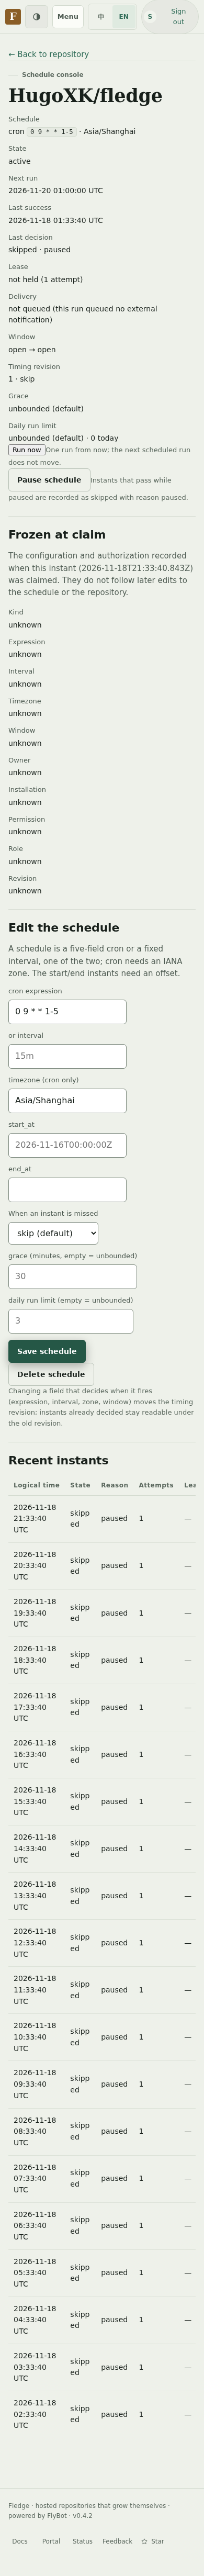 F
Menu
中
EN
S
Sign out
← Back to repository
Schedule console
HugoXK/fledge
Schedule
cron 0 9 * * 1-5 · Asia/Shanghai
State
active
Next run
2026-11-20 01:00:00 UTC
Last success
2026-11-18 01:33:40 UTC
Last decision
skipped · paused
Lease
not held (1 attempt)
Delivery
not queued (this run queued no external
notification)
Window
open → open
Timing revision
1 · skip
Grace
unbounded (default)
Daily run limit
unbounded (default) · 0 today
Run now One run from now; the next scheduled run
does not move.
Pause schedule Instants that pass while
paused are recorded as skipped with reason paused.
Frozen at claim
The configuration and authorization recorded
when this instant (2026-11-18T21:33:40.843Z)
was claimed. They do not follow later edits to
the schedule or the repository.
Kind
unknown
Expression
unknown
Interval
unknown
Timezone
unknown
Window
unknown
Owner
unknown
Installation
unknown
Permission
unknown
Role
unknown
Revision
unknown
Edit the schedule
A schedule is a five-field cron or a fixed
interval, one of the two; cron needs an IANA
zone. The start/end instants need an offset.
cron expression
0 9 * * 1-5
or interval
15m
timezone (cron only)
Asia/Shanghai
start_at
2026-11-16T00:00:00Z
end_at
When an instant is missed
skip (default)
grace (minutes, empty = unbounded)
30
daily run limit (empty = unbounded)
3
Save schedule
Delete schedule
Changing a field that decides when it fires
(expression, interval, zone, window) moves the timing
revision; instants already decided stay readable under
the old revision.
Recent instants
Logical time State Reason Attempts Lea
2026-11-18 21:33:40 UTC skipped paused 1 —
2026-11-18 20:33:40 UTC skipped paused 1 —
2026-11-18 19:33:40 UTC skipped paused 1 —
2026-11-18 18:33:40 UTC skipped paused 1 —
2026-11-18 17:33:40 UTC skipped paused 1 —
2026-11-18 16:33:40 UTC skipped paused 1 —
2026-11-18 15:33:40 UTC skipped paused 1 —
2026-11-18 14:33:40 UTC skipped paused 1 —
2026-11-18 13:33:40 UTC skipped paused 1 —
2026-11-18 12:33:40 UTC skipped paused 1 —
2026-11-18 11:33:40 UTC skipped paused 1 —
2026-11-18 10:33:40 UTC skipped paused 1 —
2026-11-18 09:33:40 UTC skipped paused 1 —
2026-11-18 08:33:40 UTC skipped paused 1 —
2026-11-18 07:33:40 UTC skipped paused 1 —
2026-11-18 06:33:40 UTC skipped paused 1 —
2026-11-18 05:33:40 UTC skipped paused 1 —
2026-11-18 04:33:40 UTC skipped paused 1 —
2026-11-18 03:33:40 UTC skipped paused 1 —
2026-11-18 02:33:40 UTC skipped paused 1 —
Fledge · hosted repositories that grow themselves ·
powered by FlyBot · v0.4.2
Docs Portal Status Feedback ☆ Star